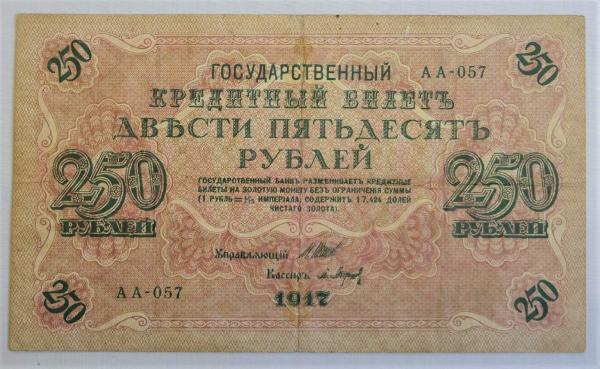 250 250
ГОСУДАРСТВЕННЫЙ АА-057
КРЕДИТНЫЙ БИЛЕТЪ
ДВѢСТИ ПЯТЬДЕСЯТЪ
РУБЛЕЙ
250 250
РУБЛЕЙ РУБЛЕЙ
ГОСУДАРСТВЕННЫЙ БАНКЪ РАЗМѢНИВАЕТЪ КРЕДИТНЫЕ
БИЛЕТЫ НА ЗОЛОТУЮ МОНЕТУ БЕЗЪ ОГРАНИЧЕНІЯ СУММЫ
(1 РУБЛЬ = 1/15 ИМПЕРІАЛА, СОДЕРЖИТЪ 17,424 ДОЛЕЙ
ЧИСТАГО ЗОЛОТА).
Управляющій
Кассиръ
АА-057 1917
250 250